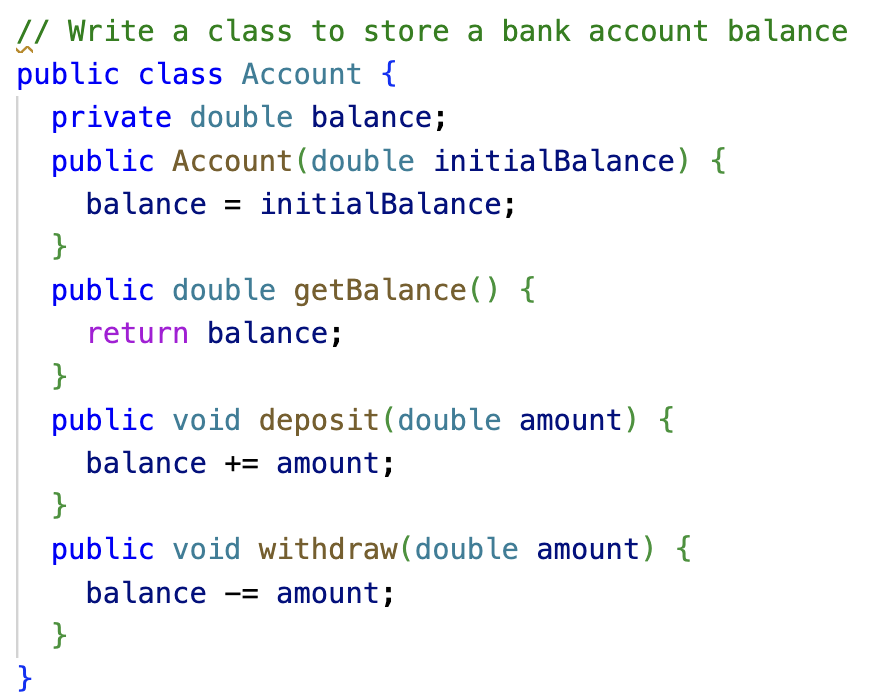 // Write a class to store a bank account balance
public class Account {
  private double balance;
  public Account(double initialBalance) {
    balance = initialBalance;
  }
  public double getBalance() {
    return balance;
  }
  public void deposit(double amount) {
    balance += amount;
  }
  public void withdraw(double amount) {
    balance -= amount;
  }
}